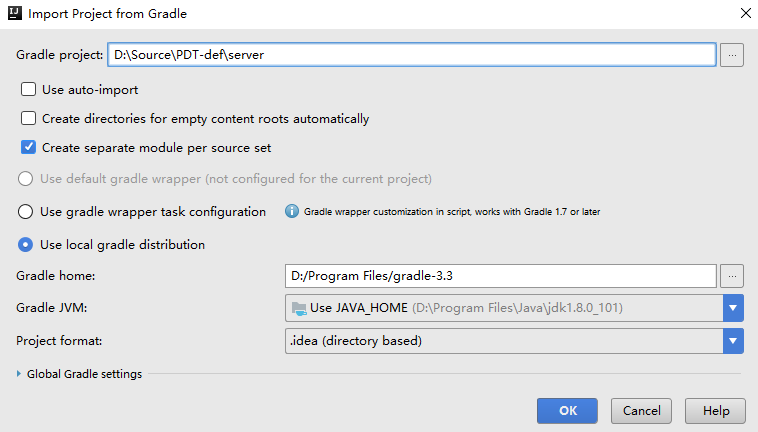 Import Project from Gradle
Gradle project: D:\Source\PDT-def\server ...
Use auto-import
Create directories for empty content roots automatically
Create separate module per source set
Use default gradle wrapper (not configured for the current project)
Use gradle wrapper task configuration Gradle wrapper customization in script, works with Gradle 1.7 or later
Use local gradle distribution
Gradle home: D:/Program Files/gradle-3.3 ...
Gradle JVM: Use JAVA_HOME (D:\Program Files\Java\jdk1.8.0_101)
Project format: .idea (directory based)
Global Gradle settings
OK Cancel Help